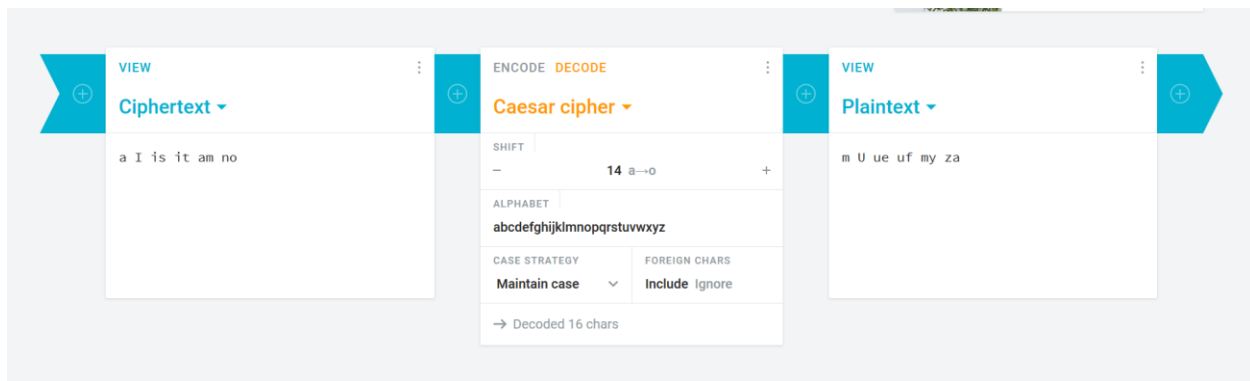 VIEW
Ciphertext
a I is it am no
ENCODE DECODE
Caesar cipher
SHIFT
− 14 a→o +
ALPHABET
abcdefghijklmnopqrstuvwxyz
CASE STRATEGY
Maintain case
FOREIGN CHARS
Include Ignore
→ Decoded 16 chars
VIEW
Plaintext
m U ue uf my za